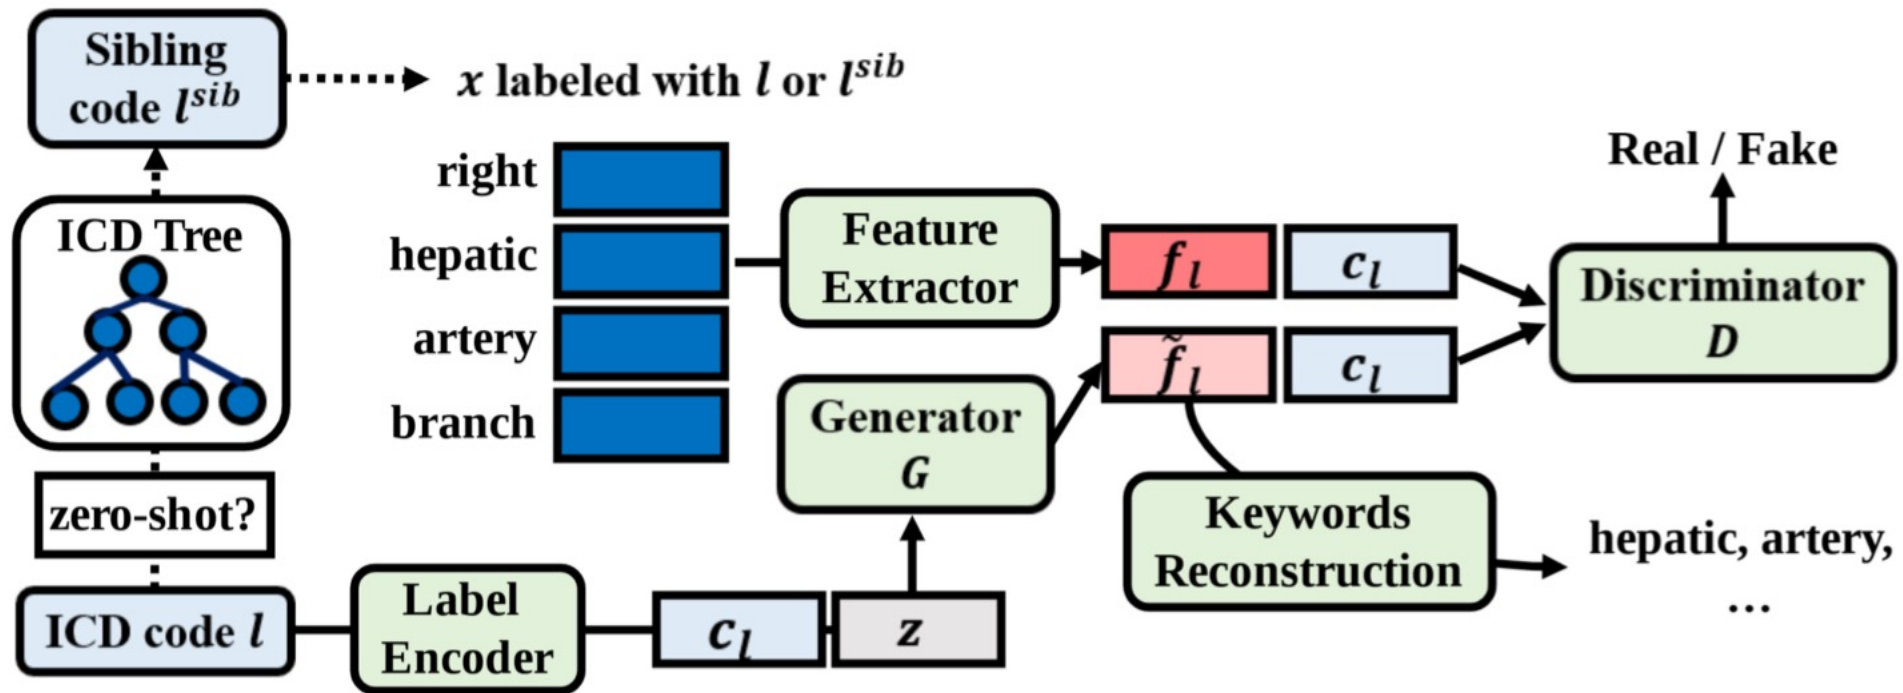 Sibling
code l^sib
x labeled with l or l^sib
ICD Tree
zero-shot?
ICD code l
right
hepatic
artery
branch
Feature
Extractor
f_l
c_l
f̃_l
c_l
Discriminator
D
Real / Fake
Generator
G
Label
Encoder
c_l
z
Keywords
Reconstruction
hepatic, artery,
...